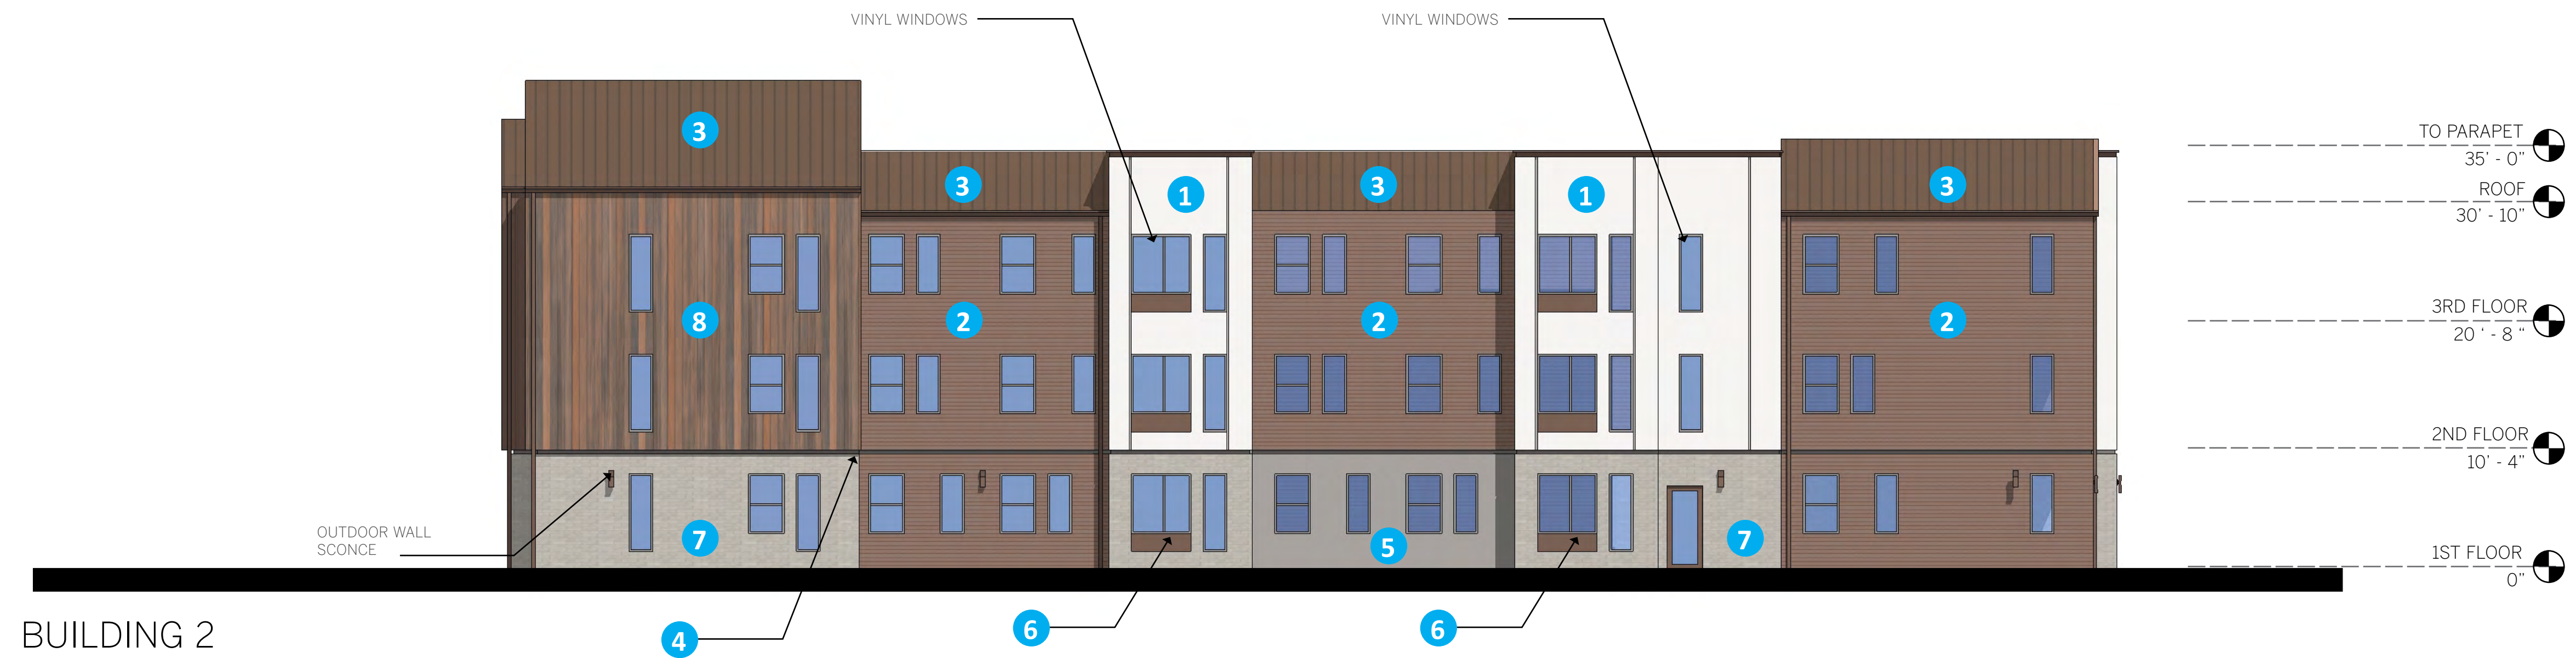 VINYL WINDOWS
VINYL WINDOWS
3
3
1
3
1
3
TO PARAPET
35' - 0"
ROOF
30' - 10"
8
2
2
2
3RD FLOOR
20 ' - 8 "
2ND FLOOR
10' - 4"
OUTDOOR WALL
SCONCE
7
5
7
1ST FLOOR
0"
4
6
6
BUILDING 2